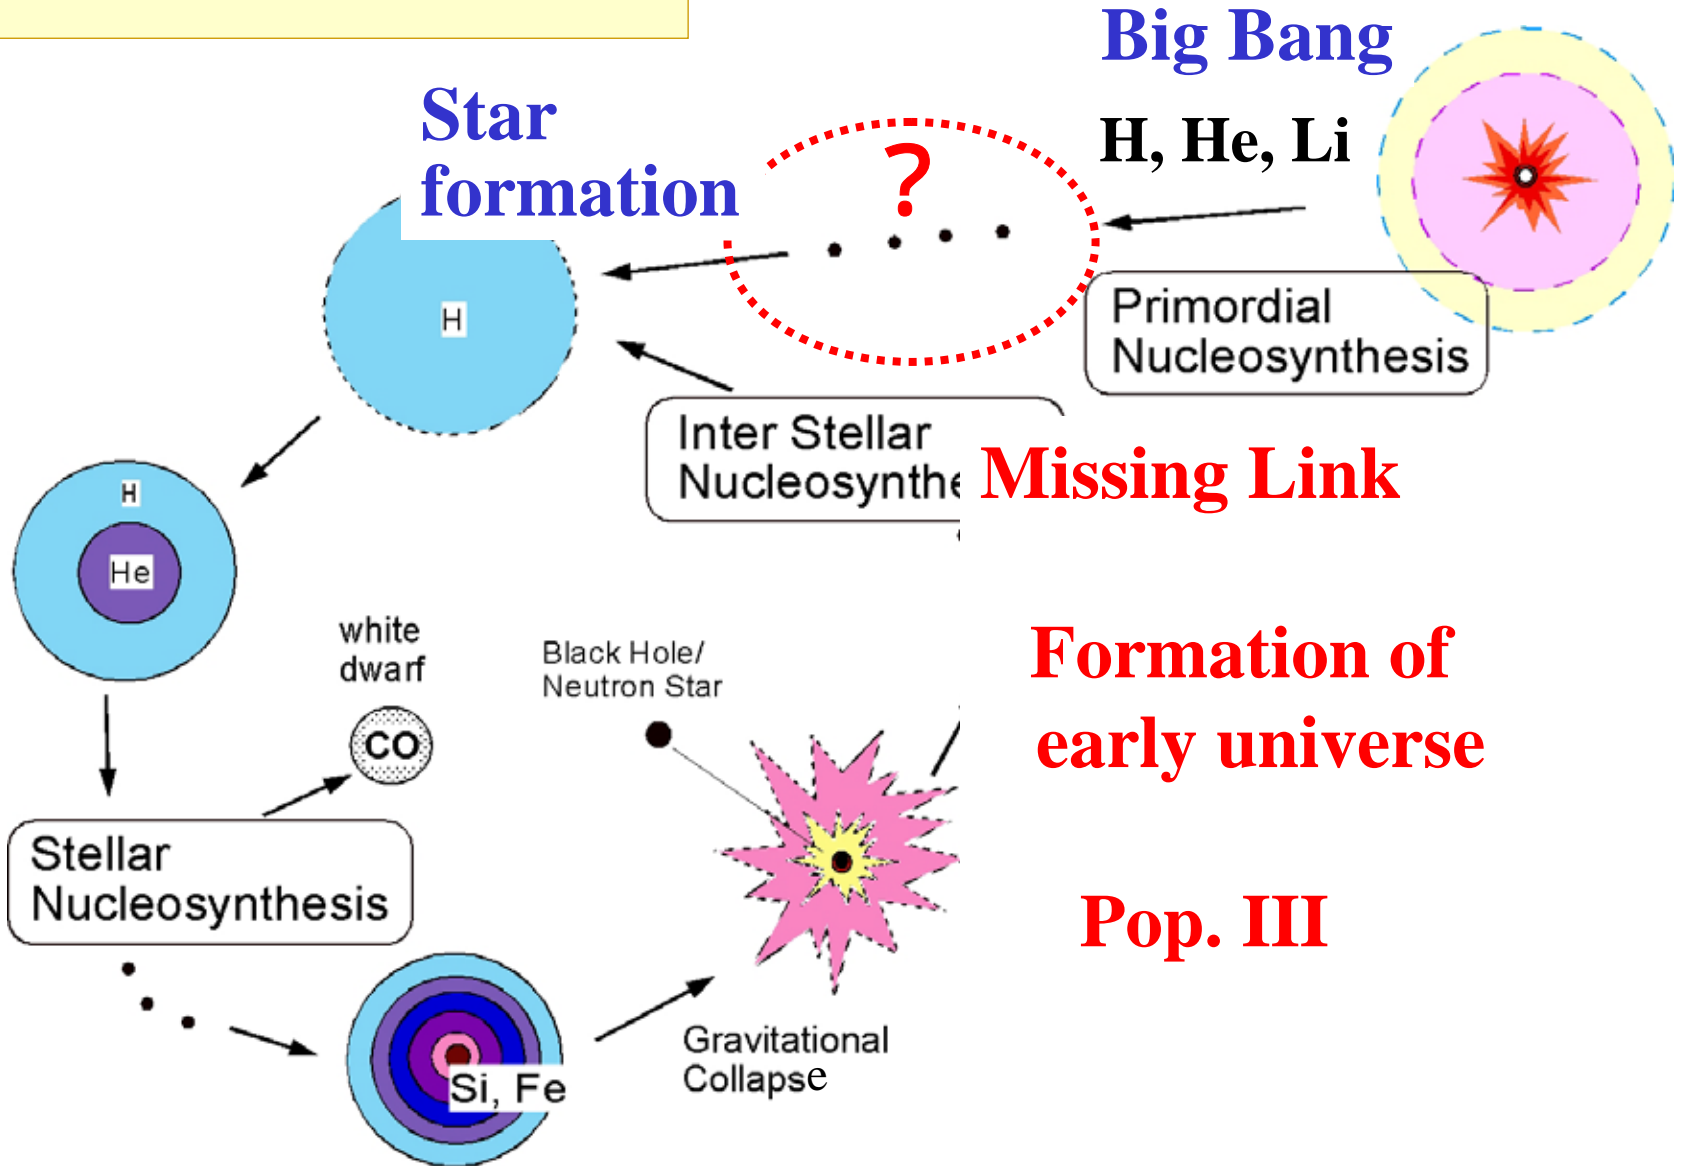 Big Bang
H, He, Li
Star
formation
?
H
Primordial
Nucleosynthesis
Inter Stellar
Nucleosynthe
Missing Link
H
He
white
dwarf
CO
Black Hole/
Neutron Star
Formation of
early universe
Stellar
Nucleosynthesis
Pop. III
Si, Fe
Gravitational
Collapse